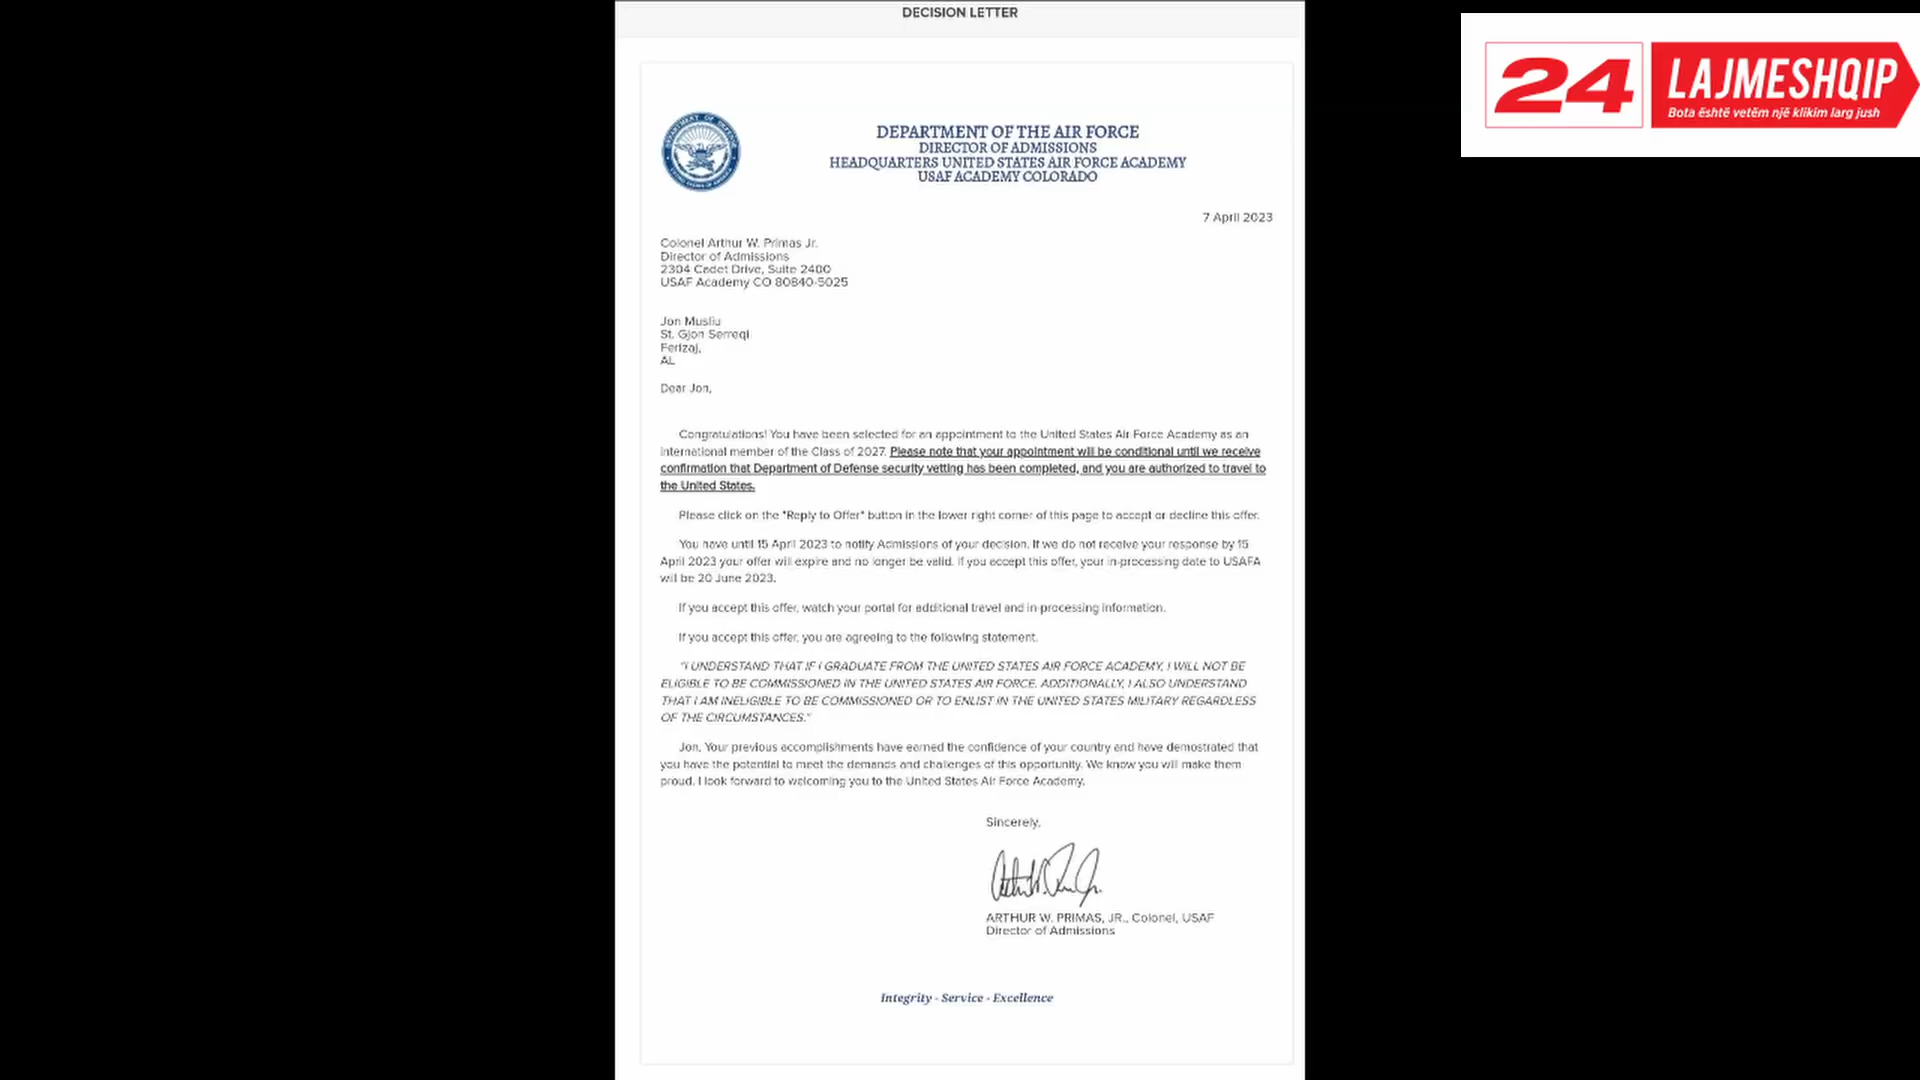 DECISION LETTER
24 LAJMESHQIP
Bota është vetëm një klikim larg jush
DEPARTMENT OF DEFENSE
UNITED STATES OF AMERICA
DEPARTMENT OF THE AIR FORCE
DIRECTOR OF ADMISSIONS
HEADQUARTERS UNITED STATES AIR FORCE ACADEMY
USAF ACADEMY COLORADO
7 April 2023
Colonel Arthur W. Primas Jr.
Director of Admissions
2304 Cadet Drive, Suite 2400
USAF Academy CO 80840-5025
Jon Musliu
St. Gjon Serreqi
Ferizaj,
AL
Dear Jon,
Congratulations! You have been selected for an appointment to the United States Air Force Academy as an
international member of the Class of 2027. Please note that your appointment will be conditional until we receive
confirmation that Department of Defense security vetting has been completed, and you are authorized to travel to
the United States.
Please click on the "Reply to Offer" button in the lower right corner of this page to accept or decline this offer.
You have until 15 April 2023 to notify Admissions of your decision. If we do not receive your response by 15
April 2023 your offer will expire and no longer be valid. If you accept this offer, your in-processing date to USAFA
will be 20 June 2023.
If you accept this offer, watch your portal for additional travel and in-processing information.
If you accept this offer, you are agreeing to the following statement.
"I UNDERSTAND THAT IF I GRADUATE FROM THE UNITED STATES AIR FORCE ACADEMY, I WILL NOT BE
ELIGIBLE TO BE COMMISSIONED IN THE UNITED STATES AIR FORCE. ADDITIONALLY, I ALSO UNDERSTAND
THAT I AM INELIGIBLE TO BE COMMISSIONED OR TO ENLIST IN THE UNITED STATES MILITARY REGARDLESS
OF THE CIRCUMSTANCES."
Jon, Your previous accomplishments have earned the confidence of your country and have demostrated that
you have the potential to meet the demands and challenges of this opportunity. We know you will make them
proud. I look forward to welcoming you to the United States Air Force Academy.
Sincerely,
ARTHUR W. PRIMAS, JR., Colonel, USAF
Director of Admissions
Integrity - Service - Excellence